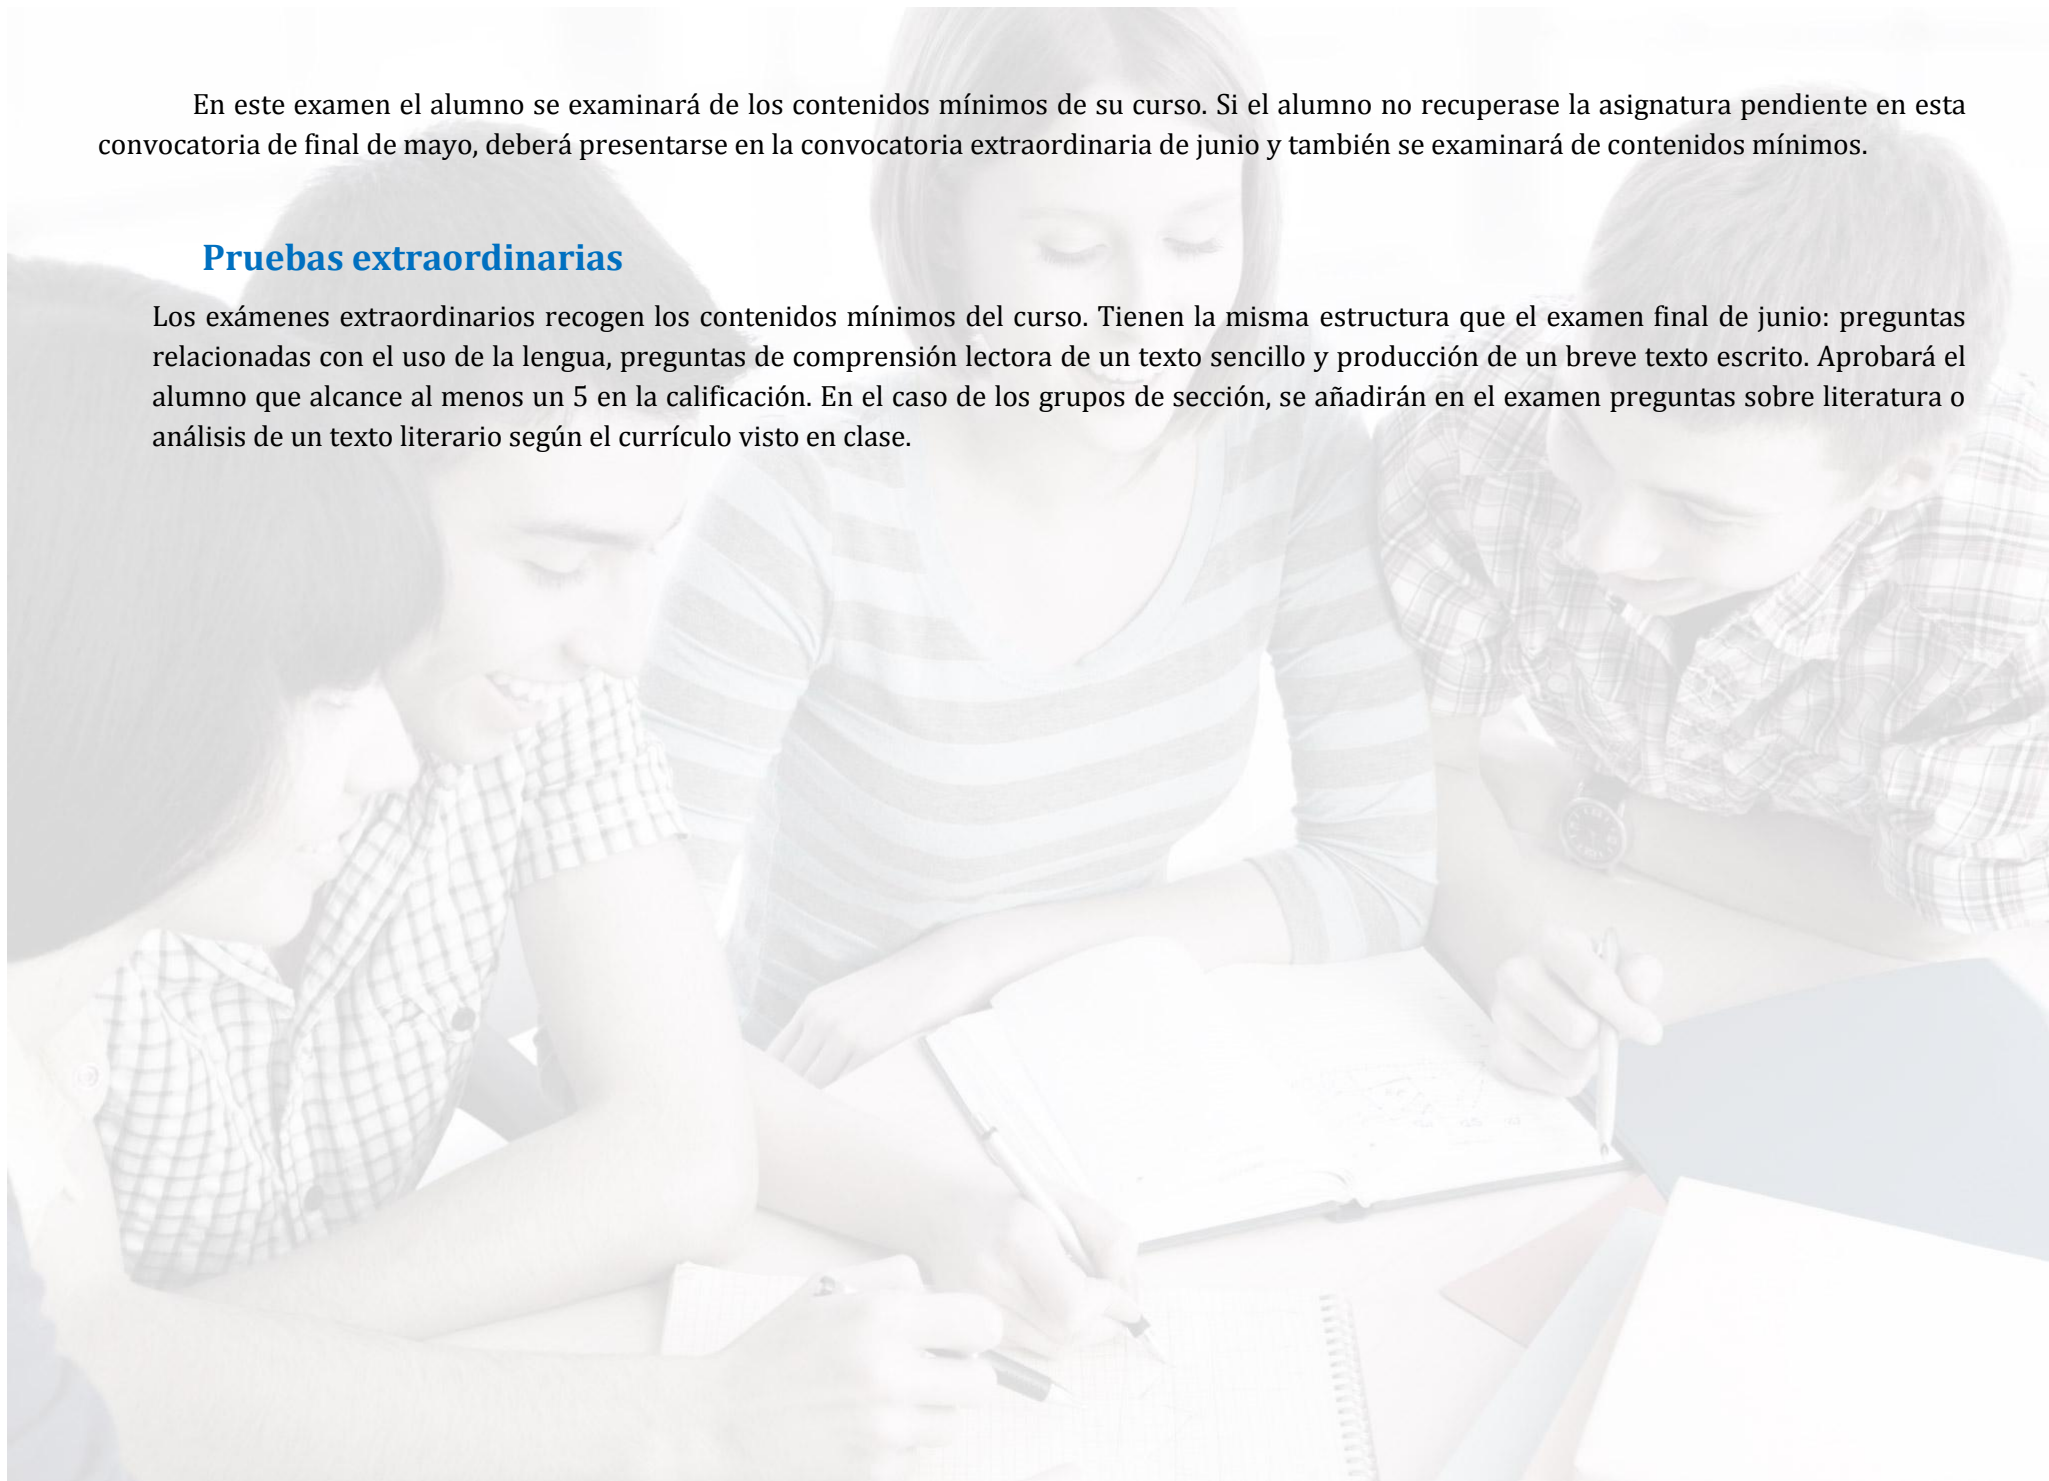 En este examen el alumno se examinará de los contenidos mínimos de su curso. Si el alumno no recuperase la asignatura pendiente en esta
convocatoria de final de mayo, deberá presentarse en la convocatoria extraordinaria de junio y también se examinará de contenidos mínimos.
Pruebas extraordinarias
Los exámenes extraordinarios recogen los contenidos mínimos del curso. Tienen la misma estructura que el examen final de junio: preguntas
relacionadas con el uso de la lengua, preguntas de comprensión lectora de un texto sencillo y producción de un breve texto escrito. Aprobará el
alumno que alcance al menos un 5 en la calificación. En el caso de los grupos de sección, se añadirán en el examen preguntas sobre literatura o
análisis de un texto literario según el currículo visto en clase.